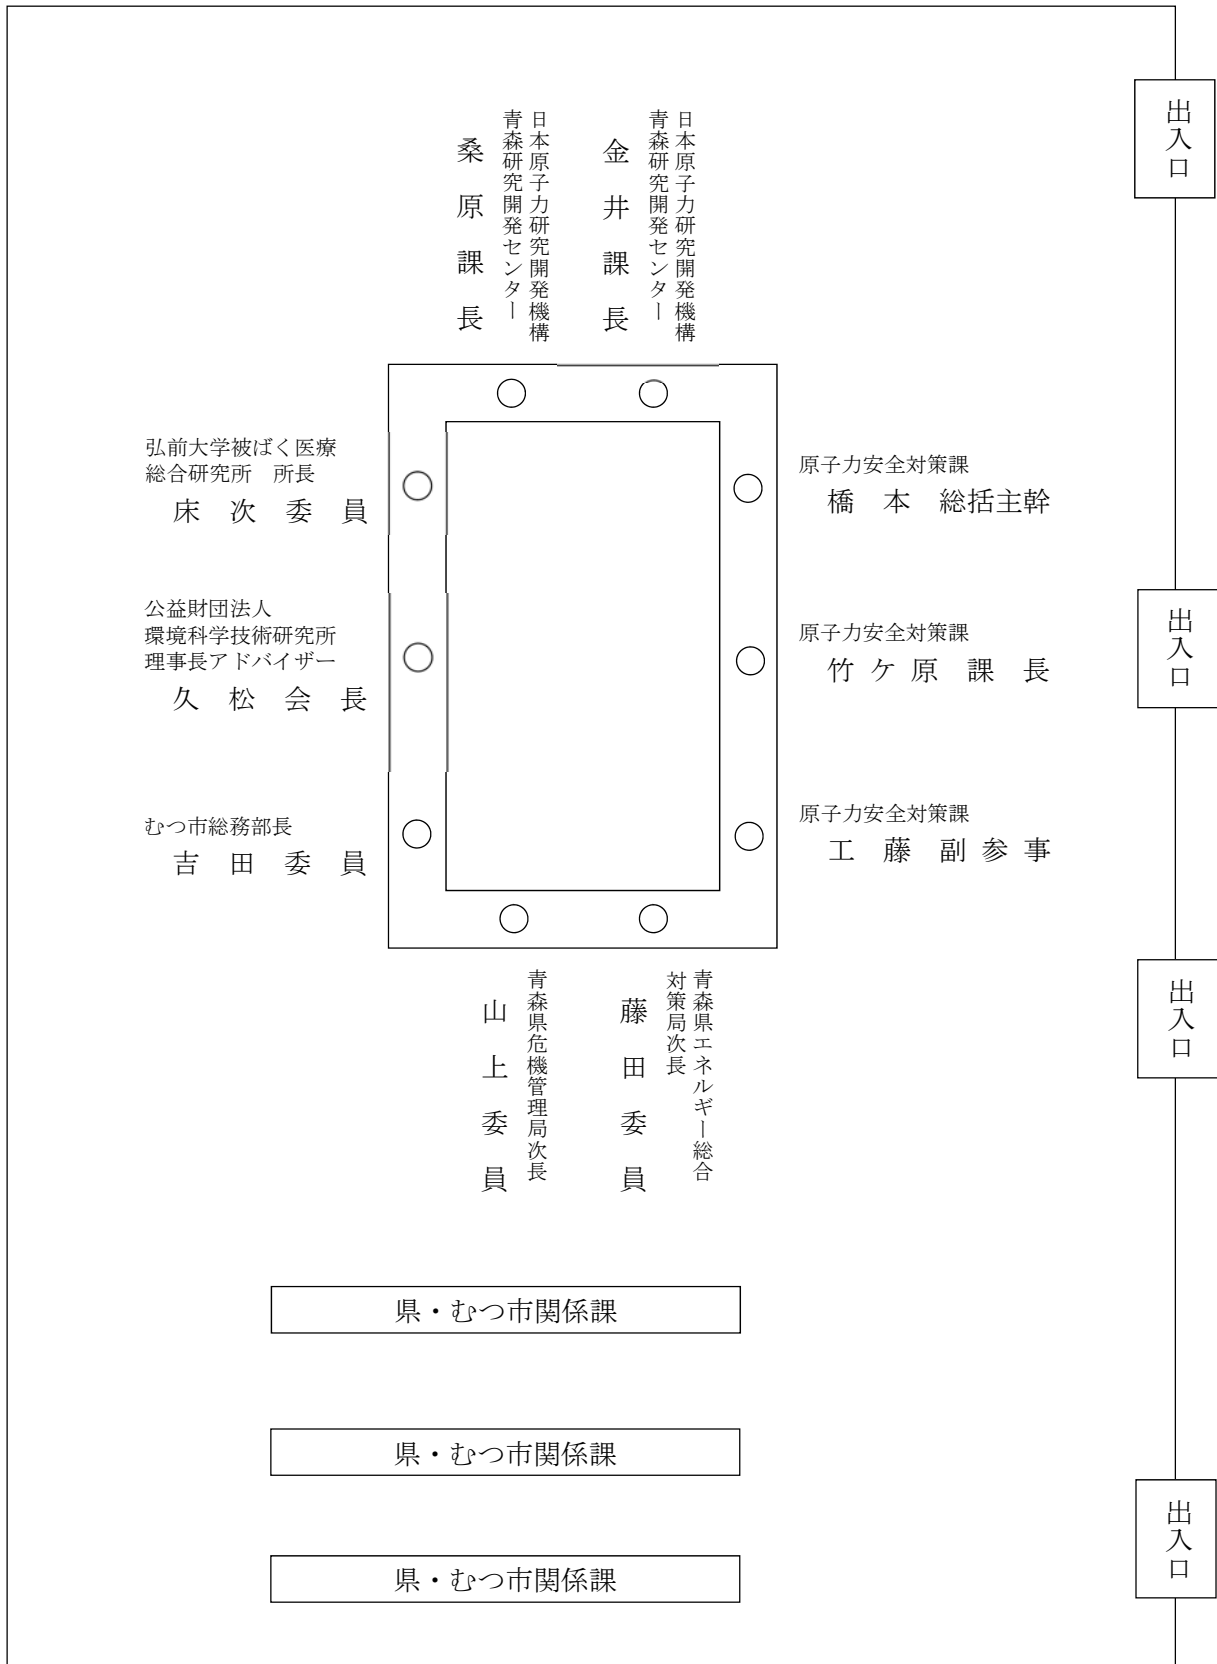 出入口
日本原子力研究開発機構
青森研究開発センター
金井課長
日本原子力研究開発機構
青森研究開発センター
桑原課長
弘前大学被ばく医療
総合研究所　所長
床次委員
公益財団法人
環境科学技術研究所
理事長アドバイザー
久松会長
むつ市総務部長
吉田委員
原子力安全対策課
橋本　総括主幹
原子力安全対策課
竹ケ原課長
原子力安全対策課
工藤副参事
出入口
青森県エネルギー総合
対策局次長
藤田委員
青森県危機管理局次長
山上委員
出入口
県・むつ市関係課
県・むつ市関係課
県・むつ市関係課
出入口